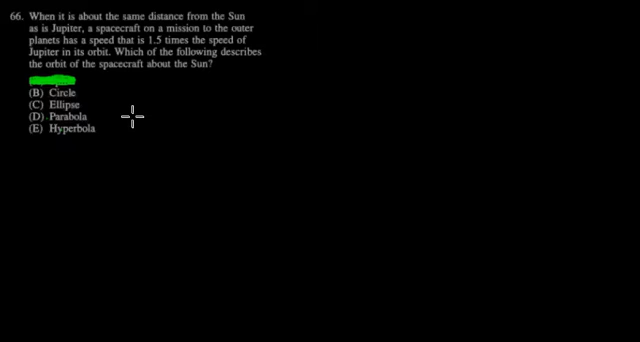 66. When it is about the same distance from the Sun
as is Jupiter, a spacecraft on a mission to the outer
planets has a speed that is 1.5 times the speed of
Jupiter in its orbit. Which of the following describes
the orbit of the spacecraft about the Sun?
(B) Circle
(C) Ellipse
(D) Parabola
(E) Hyperbola